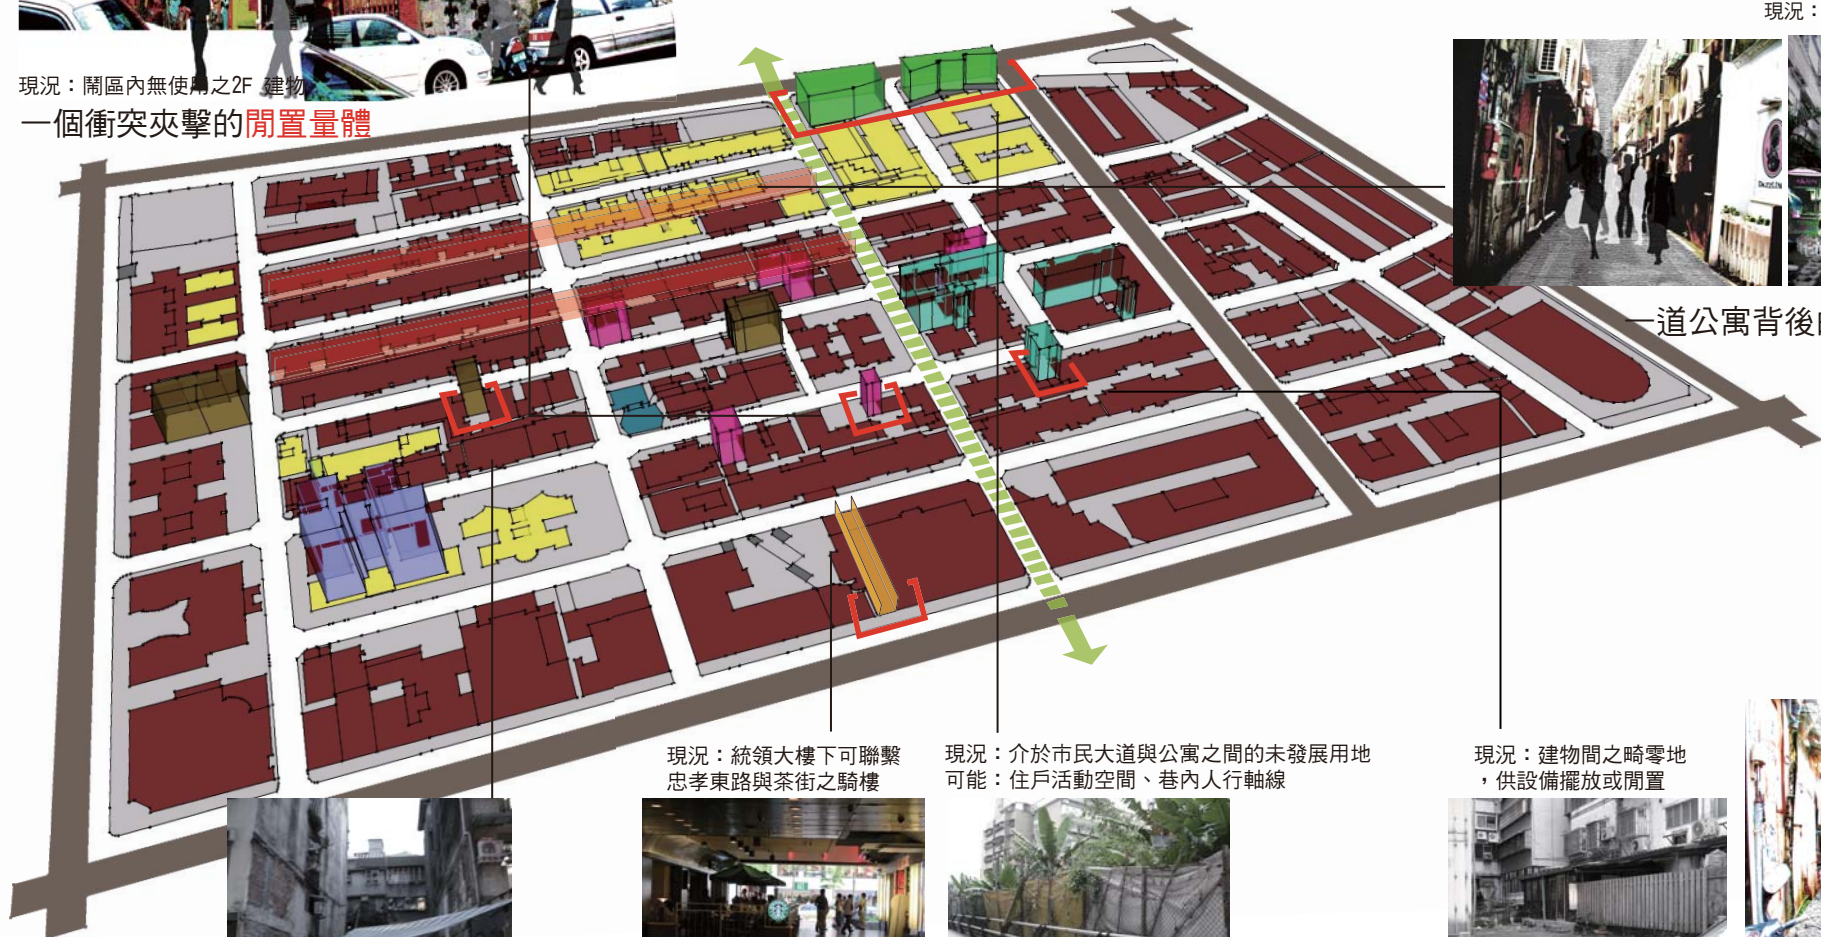 現況：
現況：鬧區內無使用之2F 建物
一個衝突夾擊的閒置量體
一道公寓背後
現況：統領大樓下可聯繫
忠孝東路與茶街之騎樓
現況：介於市民大道與公寓之間的未發展用地
可能：住戶活動空間、巷內人行軸線
現況：建物間之畸零地
，供設備擺放或閒置